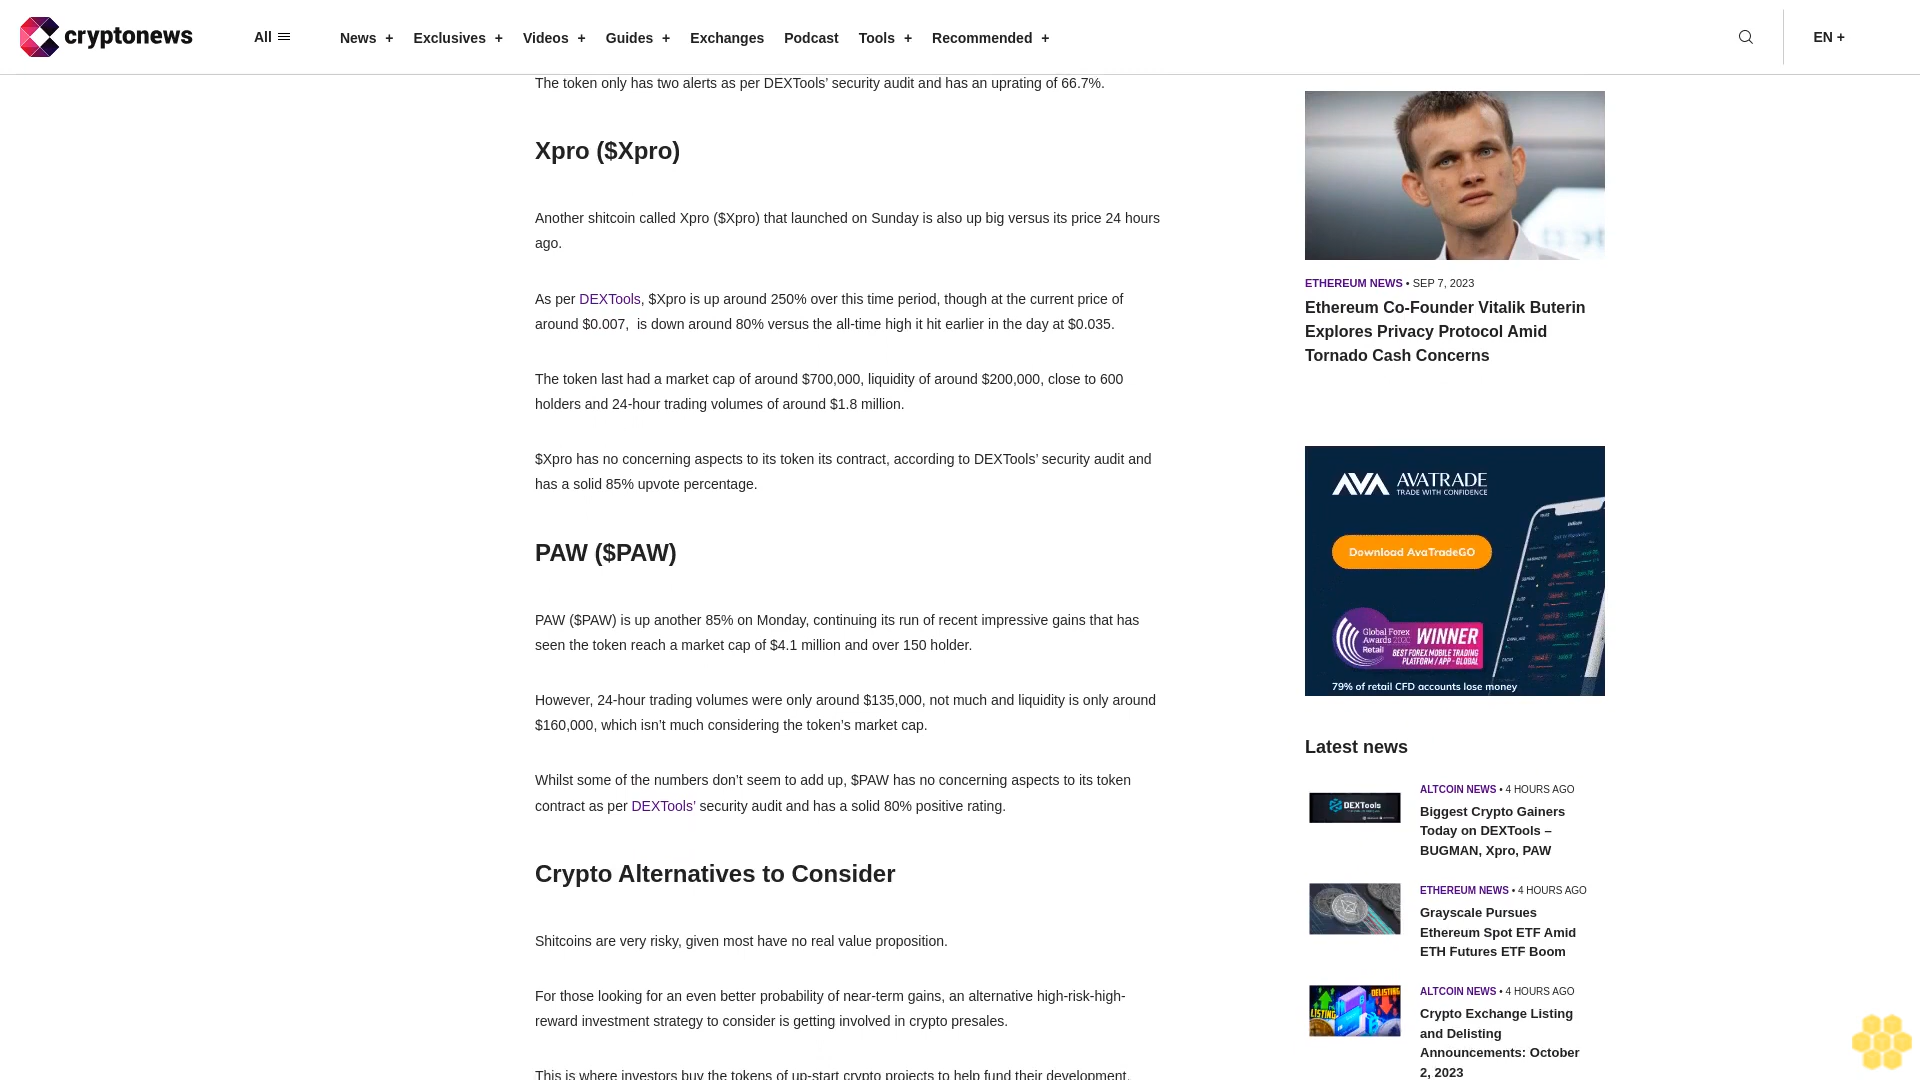 cryptonews
All
News +
Exclusives +
Videos +
Guides +
Exchanges
Podcast
Tools +
Recommended +
EN +
The token only has two alerts as per DEXTools’ security audit and has an uprating of 66.7%.
Xpro ($Xpro)
Another shitcoin called Xpro ($Xpro) that launched on Sunday is also up big versus its price 24 hours
ago.
As per DEXTools, $Xpro is up around 250% over this time period, though at the current price of
around $0.007,  is down around 80% versus the all-time high it hit earlier in the day at $0.035.
The token last had a market cap of around $700,000, liquidity of around $200,000, close to 600
holders and 24-hour trading volumes of around $1.8 million.
$Xpro has no concerning aspects to its token its contract, according to DEXTools’ security audit and
has a solid 85% upvote percentage.
PAW ($PAW)
PAW ($PAW) is up another 85% on Monday, continuing its run of recent impressive gains that has
seen the token reach a market cap of $4.1 million and over 150 holder.
However, 24-hour trading volumes were only around $135,000, not much and liquidity is only around
$160,000, which isn’t much considering the token’s market cap.
Whilst some of the numbers don’t seem to add up, $PAW has no concerning aspects to its token
contract as per DEXTools’ security audit and has a solid 80% positive rating.
Crypto Alternatives to Consider
Shitcoins are very risky, given most have no real value proposition.
For those looking for an even better probability of near-term gains, an alternative high-risk-high-
reward investment strategy to consider is getting involved in crypto presales.
This is where investors buy the tokens of up-start crypto projects to help fund their development.
ETHEREUM NEWS • SEP 7, 2023
Ethereum Co-Founder Vitalik Buterin
Explores Privacy Protocol Amid
Tornado Cash Concerns
AVA AVATRADE
TRADE WITH CONFIDENCE
Download AvaTradeGO
Global Forex
Awards 2020
Retail
WINNER
BEST FOREX MOBILE TRADING
PLATFORM / APP - GLOBAL
79% of retail CFD accounts lose money
Latest news
DEXTools
ALTCOIN NEWS • 4 HOURS AGO
Biggest Crypto Gainers
Today on DEXTools –
BUGMAN, Xpro, PAW
ETHEREUM NEWS • 4 HOURS AGO
Grayscale Pursues
Ethereum Spot ETF Amid
ETH Futures ETF Boom
LISTING
DELISTING
ALTCOIN NEWS • 4 HOURS AGO
Crypto Exchange Listing
and Delisting
Announcements: October
2, 2023